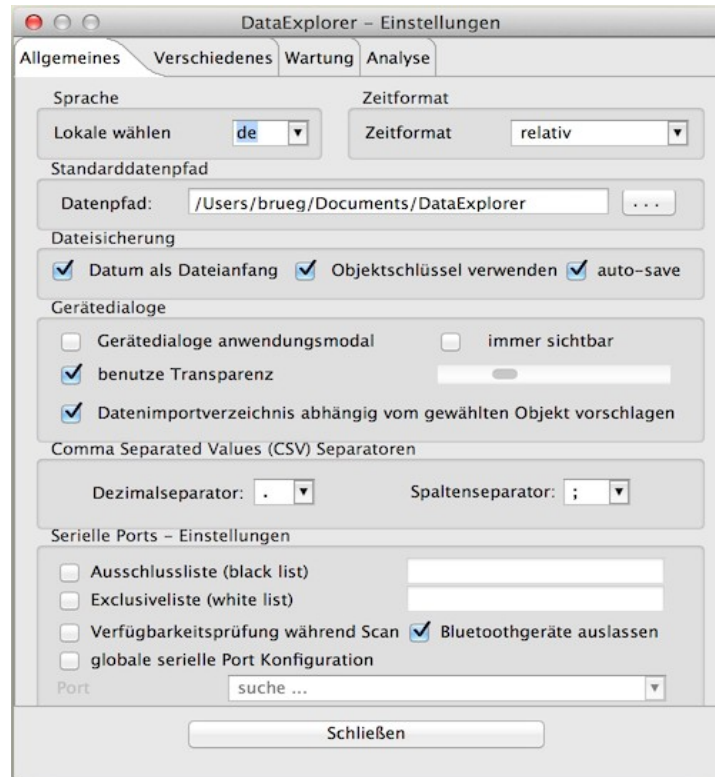 DataExplorer – Einstellungen
Allgemeines Verschiedenes Wartung Analyse
Sprache Zeitformat
Lokale wählen de Zeitformat relativ
Standarddatenpfad
Datenpfad: /Users/brueg/Documents/DataExplorer ...
Dateisicherung
Datum als Dateianfang Objektschlüssel verwenden auto-save
Gerätedialoge
Gerätedialoge anwendungsmodal immer sichtbar
benutze Transparenz
Datenimportverzeichnis abhängig vom gewählten Objekt vorschlagen
Comma Separated Values (CSV) Separatoren
Dezimalseparator: . Spaltenseparator: ;
Serielle Ports – Einstellungen
Ausschlussliste (black list)
Exclusiveliste (white list)
Verfügbarkeitsprüfung während Scan Bluetoothgeräte auslassen
globale serielle Port Konfiguration
Port suche ...
Schließen